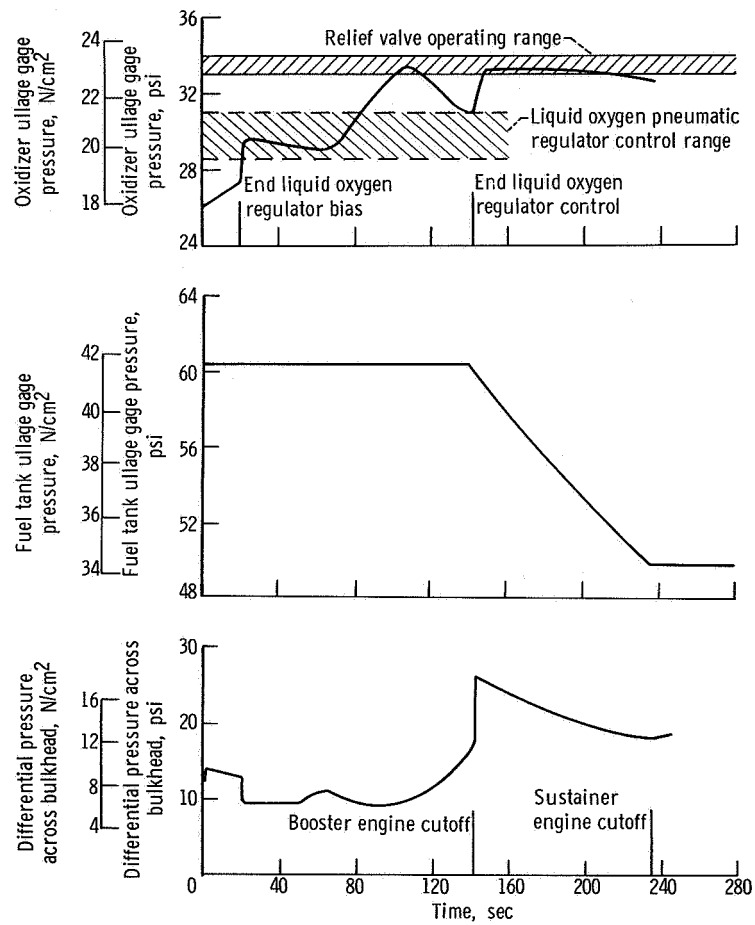 Oxidizer ullage gage
pressure, N/cm2
24
22
20
18
Oxidizer ullage gage
pressure, psi
36
32
28
24
Relief valve operating range
Liquid oxygen pneumatic
regulator control range
End liquid oxygen
regulator bias
End liquid oxygen
regulator control
Fuel tank ullage gage
pressure, N/cm2
42
40
38
36
34
Fuel tank ullage gage pressure,
psi
64
60
56
52
48
Differential pressure
across bulkhead, N/cm2
16
12
8
4
Differential pressure across
bulkhead, psi
30
20
10
0
Booster engine cutoff
Sustainer
engine cutoff
40
80
120
160
200
240
280
Time, sec